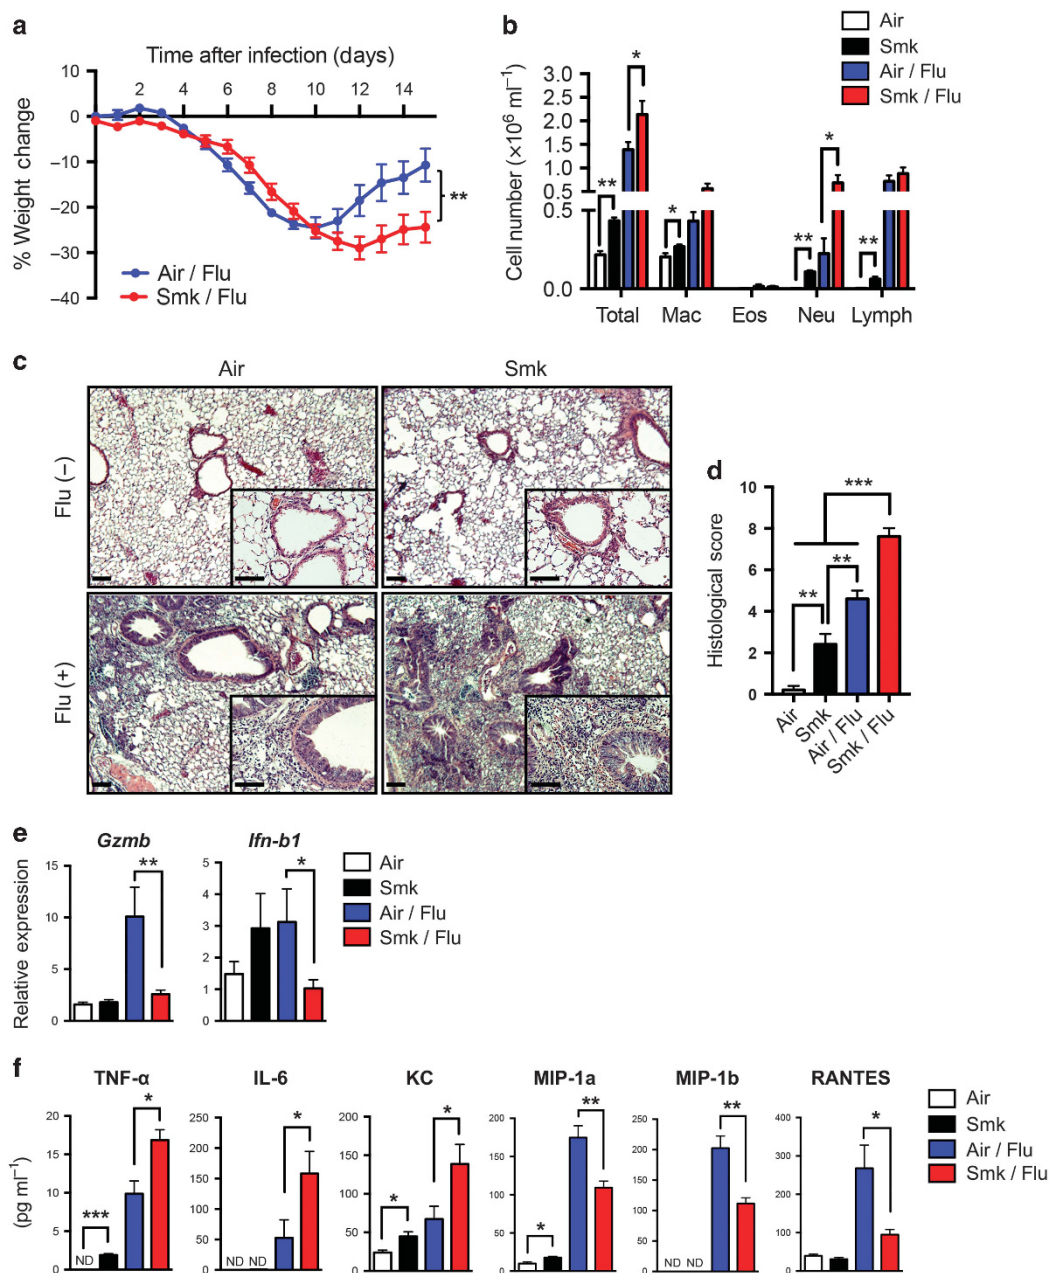 a
Time after infection (days)
2 4 6 8 10 12 14
10
0
−10
−20
−30
−40
% Weight change
**
Air / Flu
Smk / Flu
b
Air
Smk
Air / Flu
Smk / Flu
Cell number (×10⁶ ml⁻¹)
3.0
2.5
2.0
1.5
1.0
0.5
0.5
0.0
** * * ** * **
Total Mac Eos Neu Lymph
c
Air Smk
Flu (−)
Flu (+)
d
Histological score
10
8
6
4
2
0
***
**
**
Air Smk Air / Flu Smk / Flu
e
Gzmb Ifn-b1
Relative expression
15
10
5
0
**
5
4
3
2
1
0
*
Air
Smk
Air / Flu
Smk / Flu
f
TNF-α IL-6 KC MIP-1a MIP-1b RANTES
(pg ml⁻¹)
20
15
10
5
0
ND
***
*
250
200
150
100
50
0
ND ND
*
200
150
100
50
0
*
*
200
150
100
50
0
*
**
250
200
150
100
50
0
ND ND
**
400
300
200
100
0
*
Air
Smk
Air / Flu
Smk / Flu